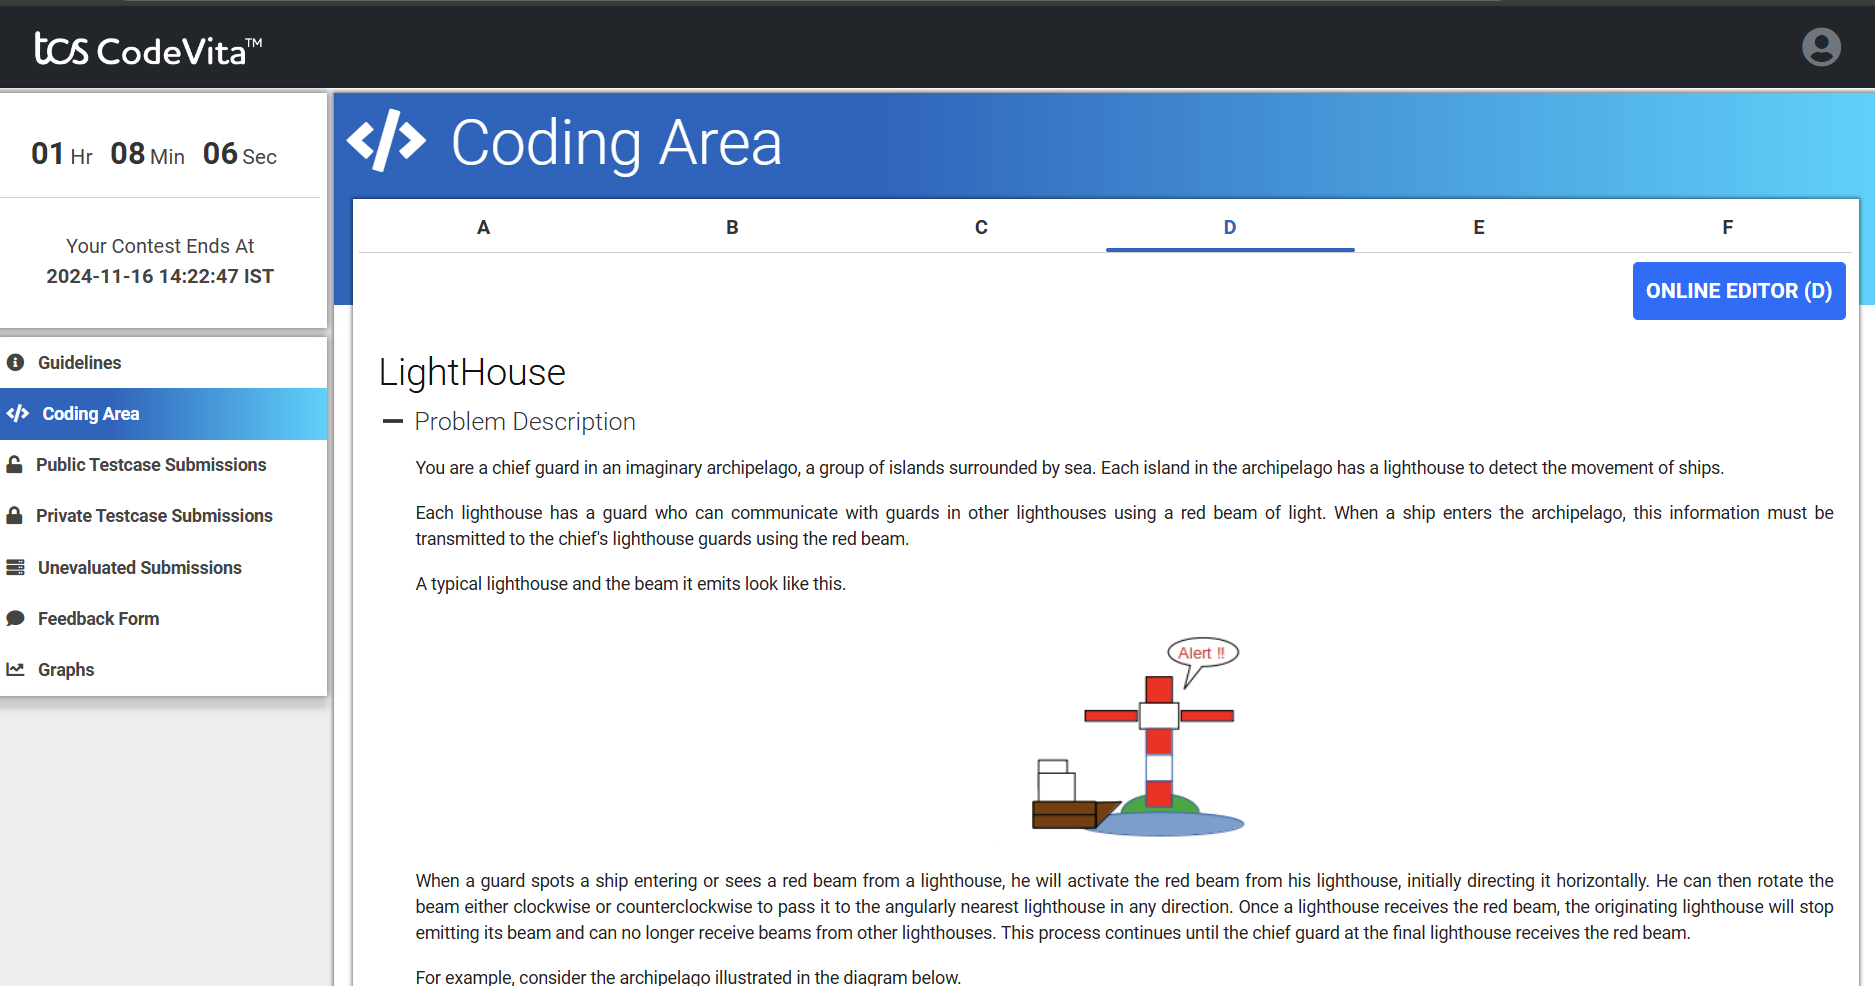 tcs CodeVita™
01 Hr 08 Min 06 Sec
Your Contest Ends At
2024-11-16 14:22:47 IST
Guidelines
Coding Area
Public Testcase Submissions
Private Testcase Submissions
Unevaluated Submissions
Feedback Form
Graphs
</> Coding Area
A B C D E F
ONLINE EDITOR (D)
LightHouse
Problem Description
You are a chief guard in an imaginary archipelago, a group of islands surrounded by sea. Each island in the archipelago has a lighthouse to detect the movement of ships.
Each lighthouse has a guard who can communicate with guards in other lighthouses using a red beam of light. When a ship enters the archipelago, this information must be
transmitted to the chief's lighthouse guards using the red beam.
A typical lighthouse and the beam it emits look like this.
Alert !!
When a guard spots a ship entering or sees a red beam from a lighthouse, he will activate the red beam from his lighthouse, initially directing it horizontally. He can then rotate the
beam either clockwise or counterclockwise to pass it to the angularly nearest lighthouse in any direction. Once a lighthouse receives the red beam, the originating lighthouse will stop
emitting its beam and can no longer receive beams from other lighthouses. This process continues until the chief guard at the final lighthouse receives the red beam.
For example, consider the archipelago illustrated in the diagram below.